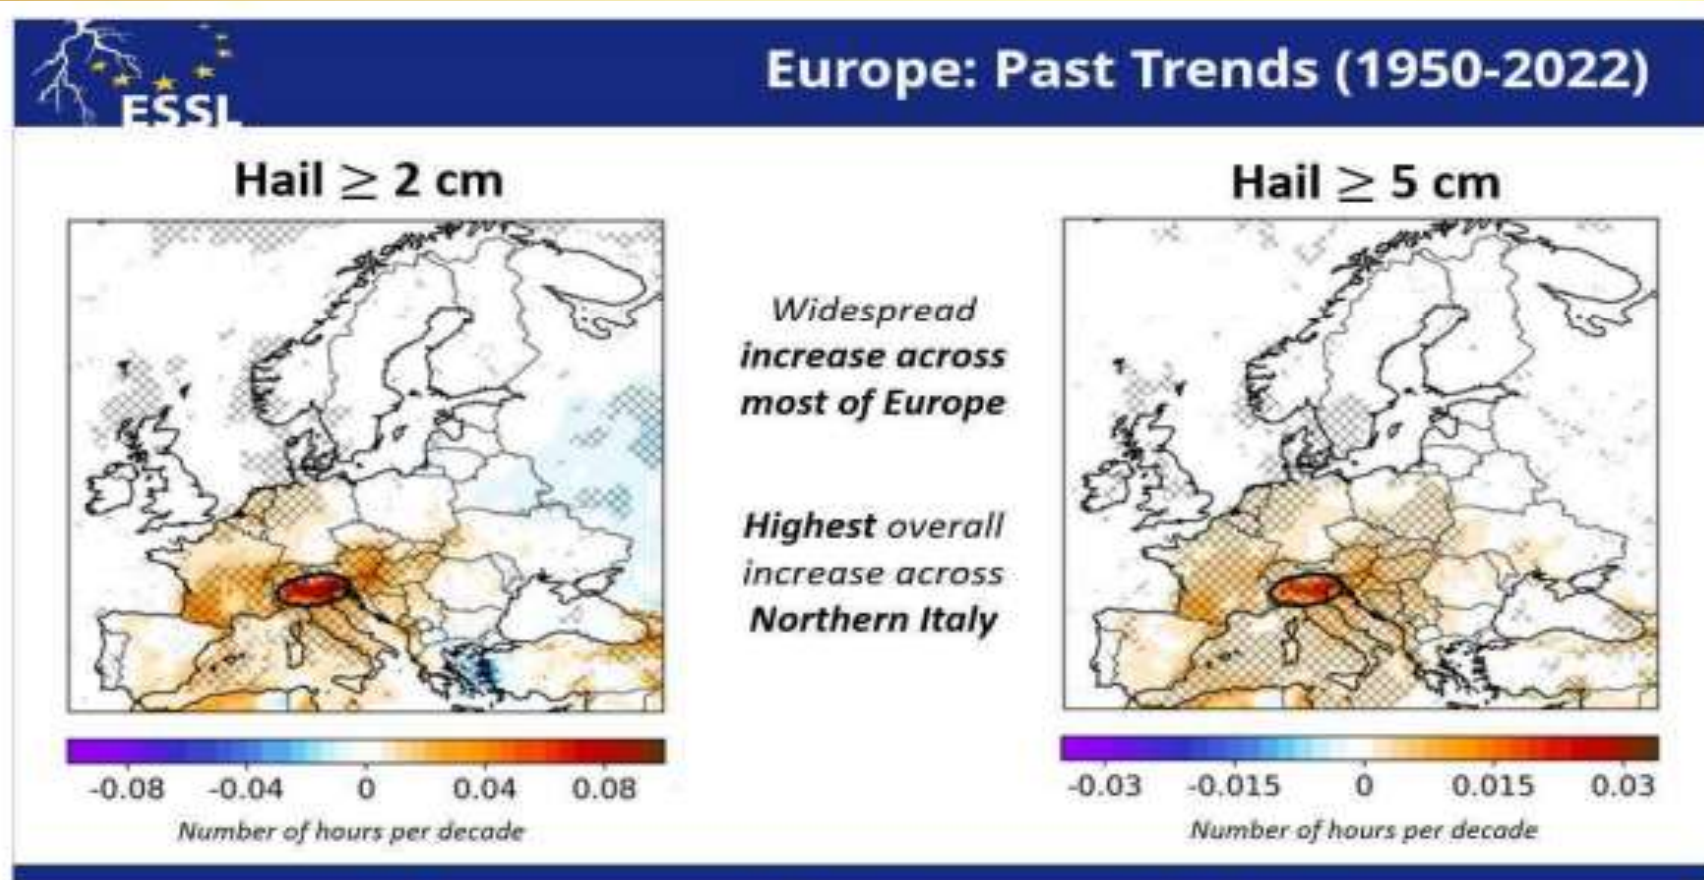 ESSL
Europe: Past Trends (1950-2022)
Hail ≥ 2 cm
Widespread
increase across
most of Europe
Highest overall
increase across
Northern Italy
Hail ≥ 5 cm
-0.08 -0.04 0 0.04 0.08
Number of hours per decade
-0.03 -0.015 0 0.015 0.03
Number of hours per decade